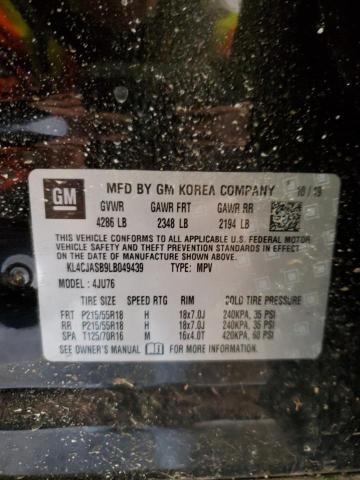 GM MFD BY GM KOREA COMPANY 10/19
GVWR GAWR FRT GAWR RR
4286 LB 2348 LB 2194 LB
THIS VEHICLE CONFORMS TO ALL APPLICABLE U.S. FEDERAL MOTOR
VEHICLE SAFETY AND THEFT PREVENTION STANDARDS IN
EFFECT ON THE DATE OF MANUFACTURE SHOWN ABOVE.
KL4CJASB9LB049439 TYPE: MPV
MODEL: 4JU76
TIRE SIZE SPEED RTG RIM COLD TIRE PRESSURE
FRT P215/55R18 H 18x7.0J 240KPA, 35 PSI
RR P215/55R18 H 18x7.0J 240KPA, 35 PSI
SPA T125/70R16 M 16x4.0T 420KPA, 60 PSI
SEE OWNER'S MANUAL FOR MORE INFORMATION.